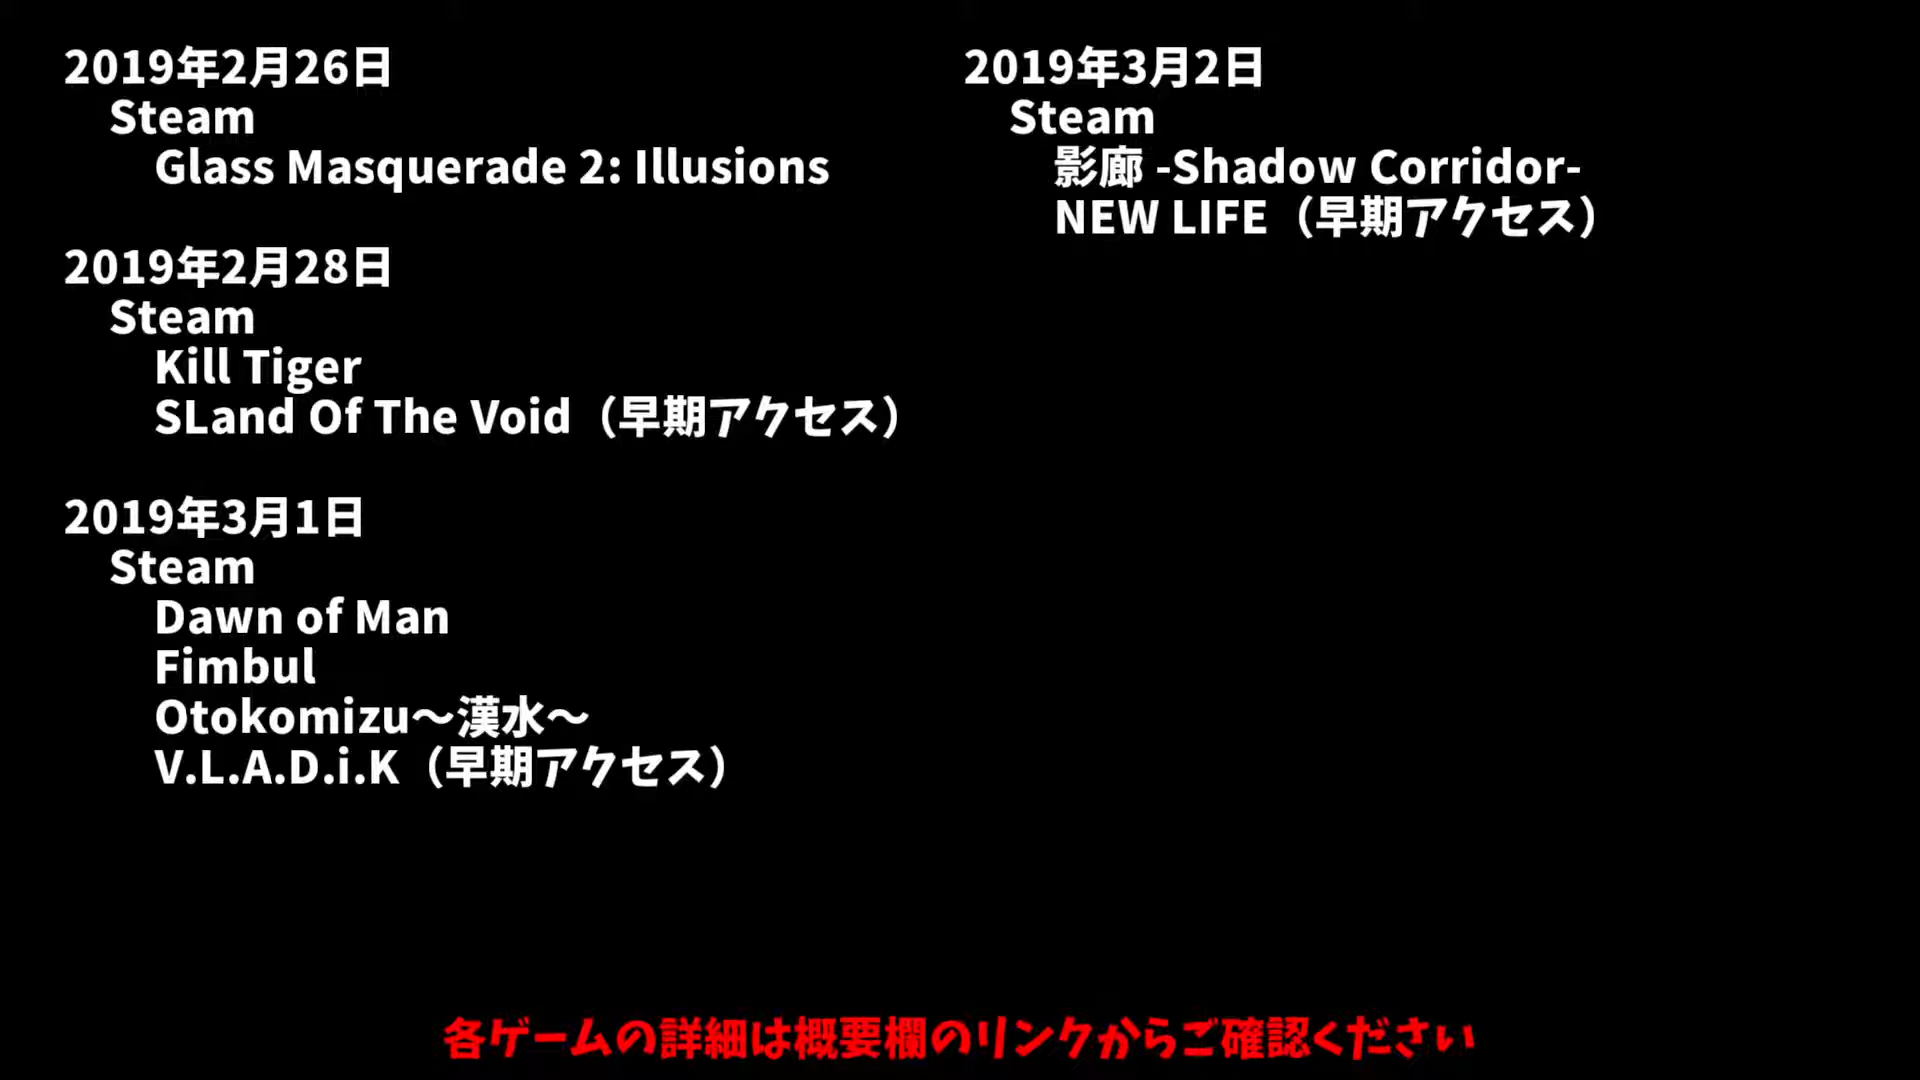 2019年2月26日
Steam
Glass Masquerade 2: Illusions
2019年2月28日
Steam
Kill Tiger
SLand Of The Void（早期アクセス）
2019年3月1日
Steam
Dawn of Man
Fimbul
Otokomizu～漢水～
V.L.A.D.i.K（早期アクセス）
2019年3月2日
Steam
影廊 -Shadow Corridor-
NEW LIFE（早期アクセス）
各ゲームの詳細は概要欄のリンクからご確認ください